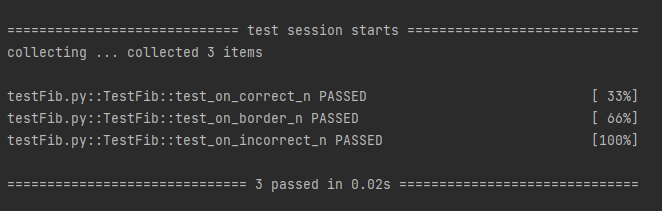 ============================= test session starts =============================
collecting ... collected 3 items
testFib.py::TestFib::test_on_correct_n PASSED [ 33%]
testFib.py::TestFib::test_on_border_n PASSED [ 66%]
testFib.py::TestFib::test_on_incorrect_n PASSED [100%]
============================== 3 passed in 0.02s ==============================